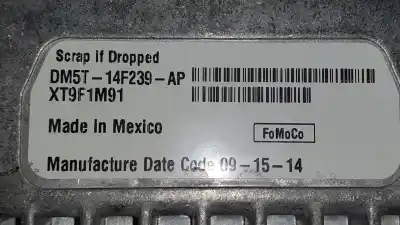 Scrap If Dropped
DM5T-14F239-AP
XT9F1M91
Made in Mexico
FoMoCo
Manufacture Date Code 09-15-14